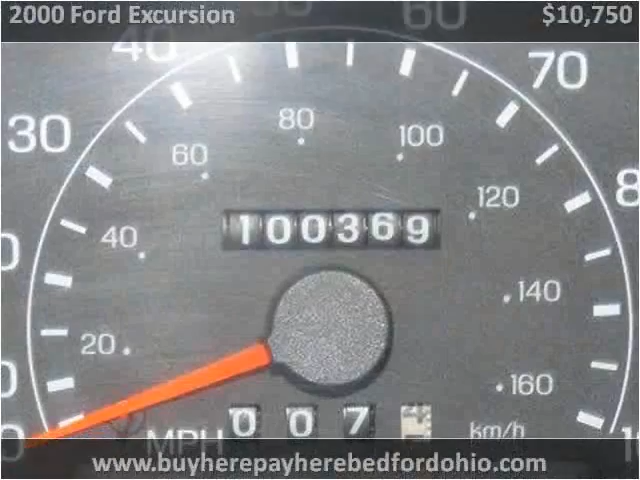 2000 Ford Excursion $10,750
60
40 70
30 80 100
60
120
100369
40
140
20
160
007
MPH km/h
www.buyherepayherebedfordohio.com